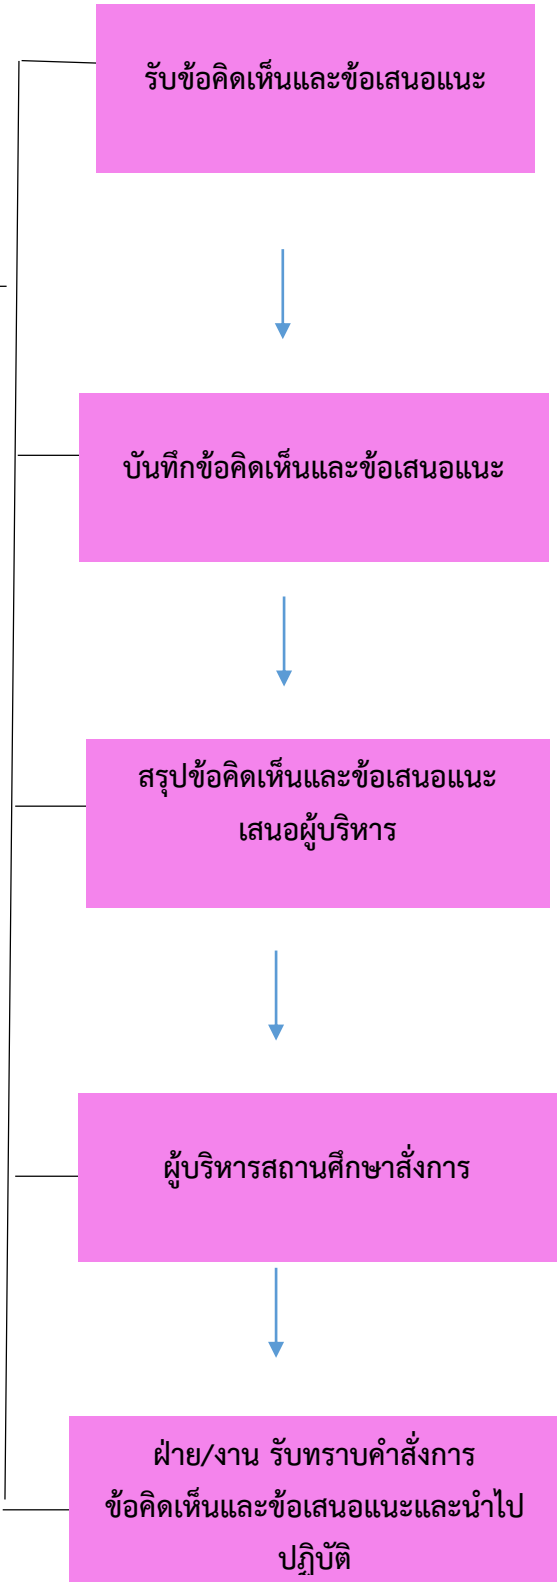 รับข้อคิดเห็นและข้อเสนอแนะ
บันทึกข้อคิดเห็นและข้อเสนอแนะ
สรุปข้อคิดเห็นและข้อเสนอแนะ
เสนอผู้บริหาร
ผู้บริหารสถานศึกษาสั่งการ
ฝ่าย/งาน รับทราบคำสั่งการ
ข้อคิดเห็นและข้อเสนอแนะและนำไป
ปฏิบัติ